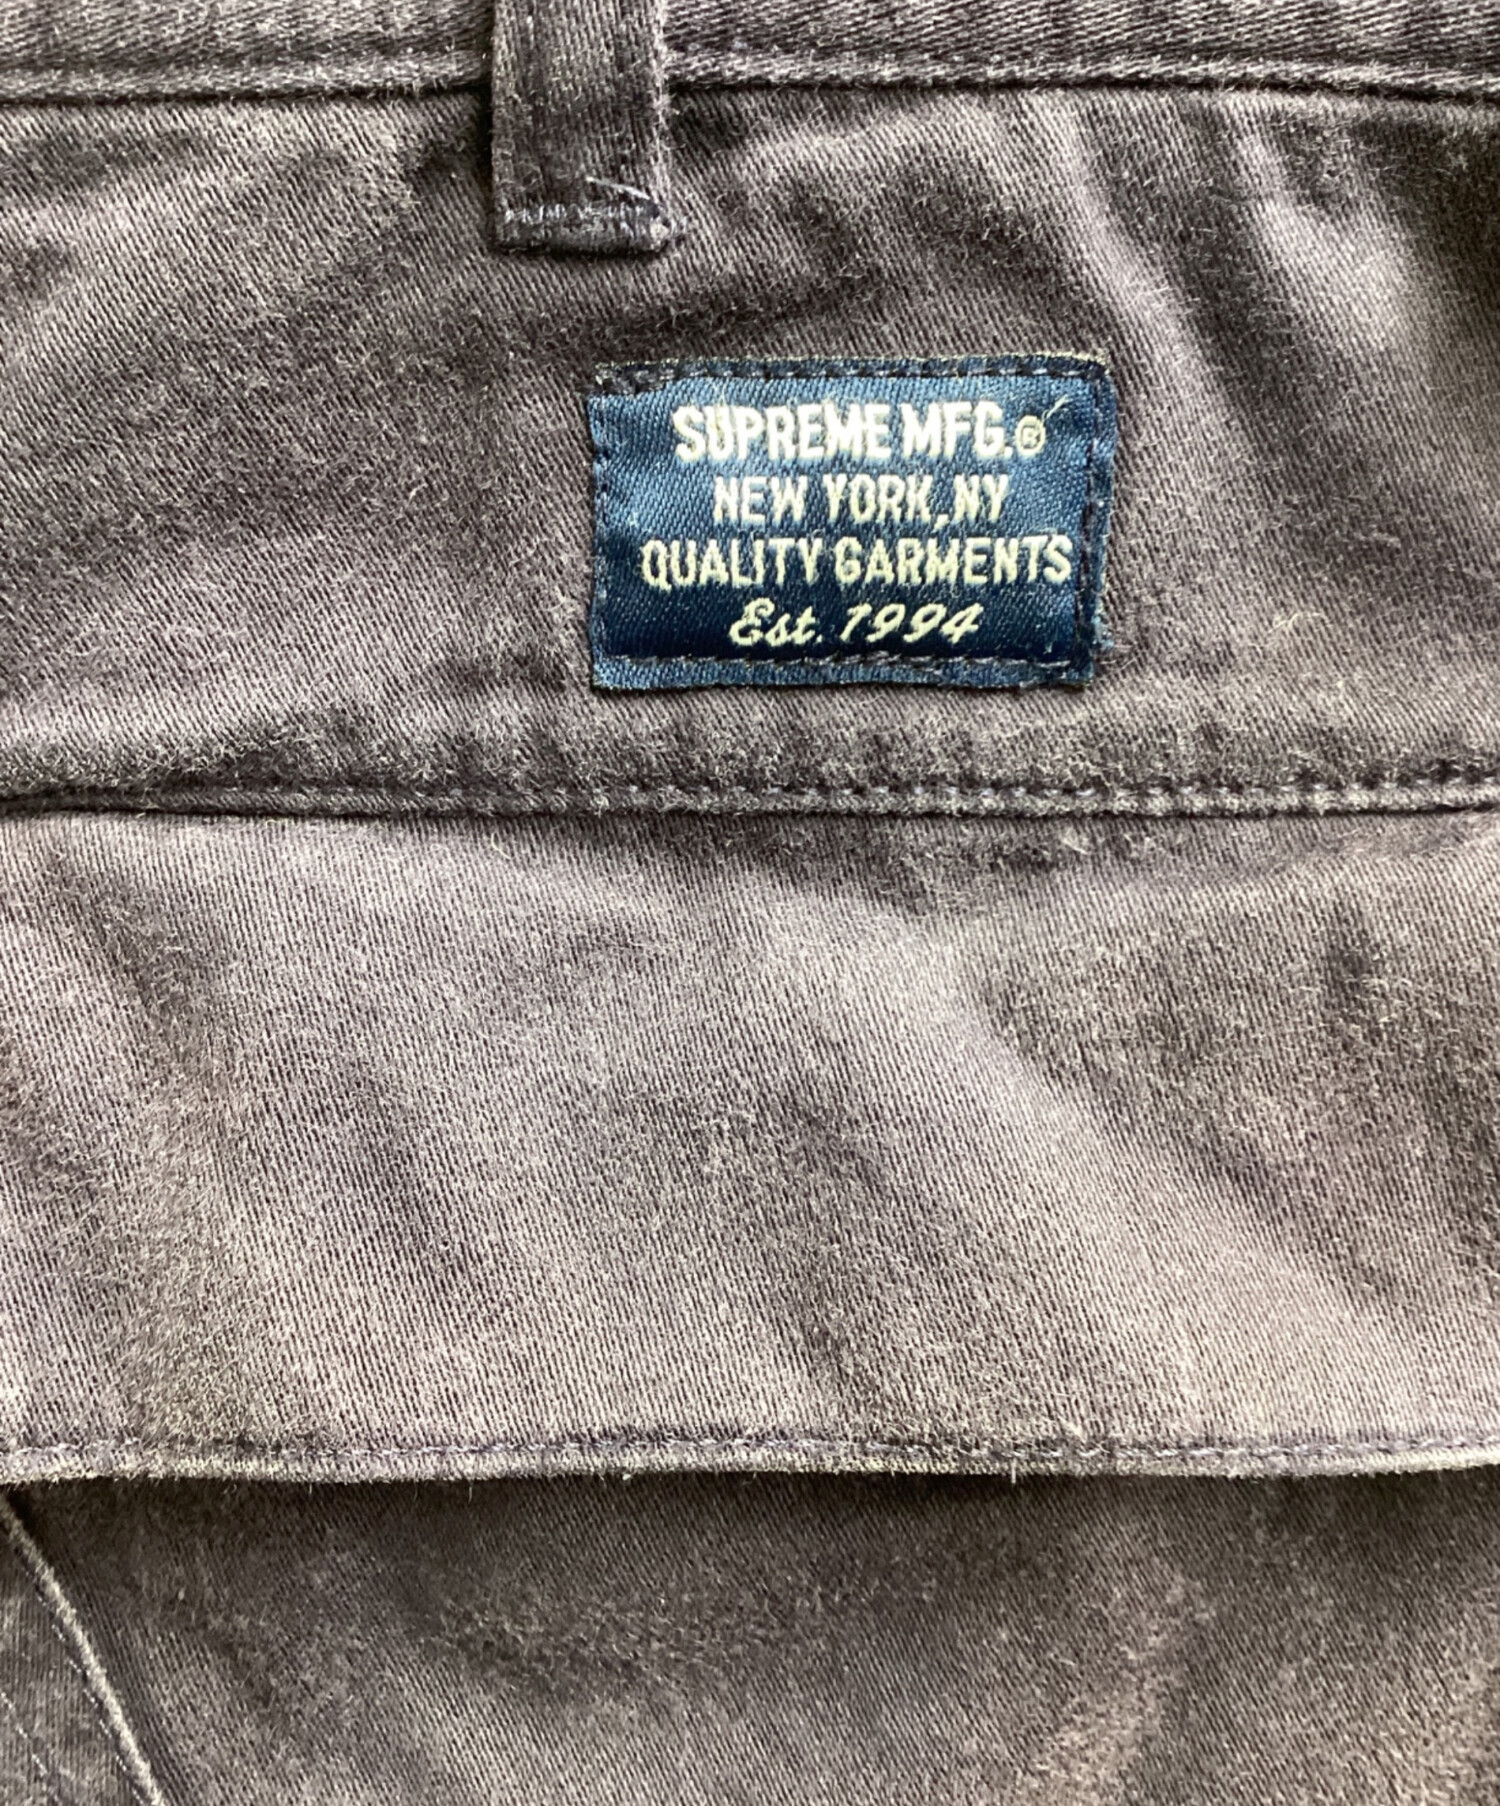 SUPREME MFG.®
NEW YORK, NY
QUALITY GARMENTS
Est. 1994